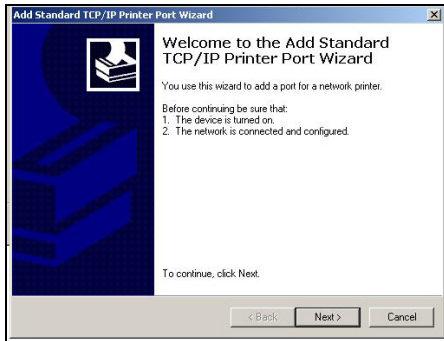 Add Standard TCP/IP Printer Port Wizard
Welcome to the Add Standard
TCP/IP Printer Port Wizard
You use this wizard to add a port for a network printer.
Before continuing be sure that:
1. The device is turned on.
2. The network is connected and configured.
To continue, click Next.
< Back
Next >
Cancel